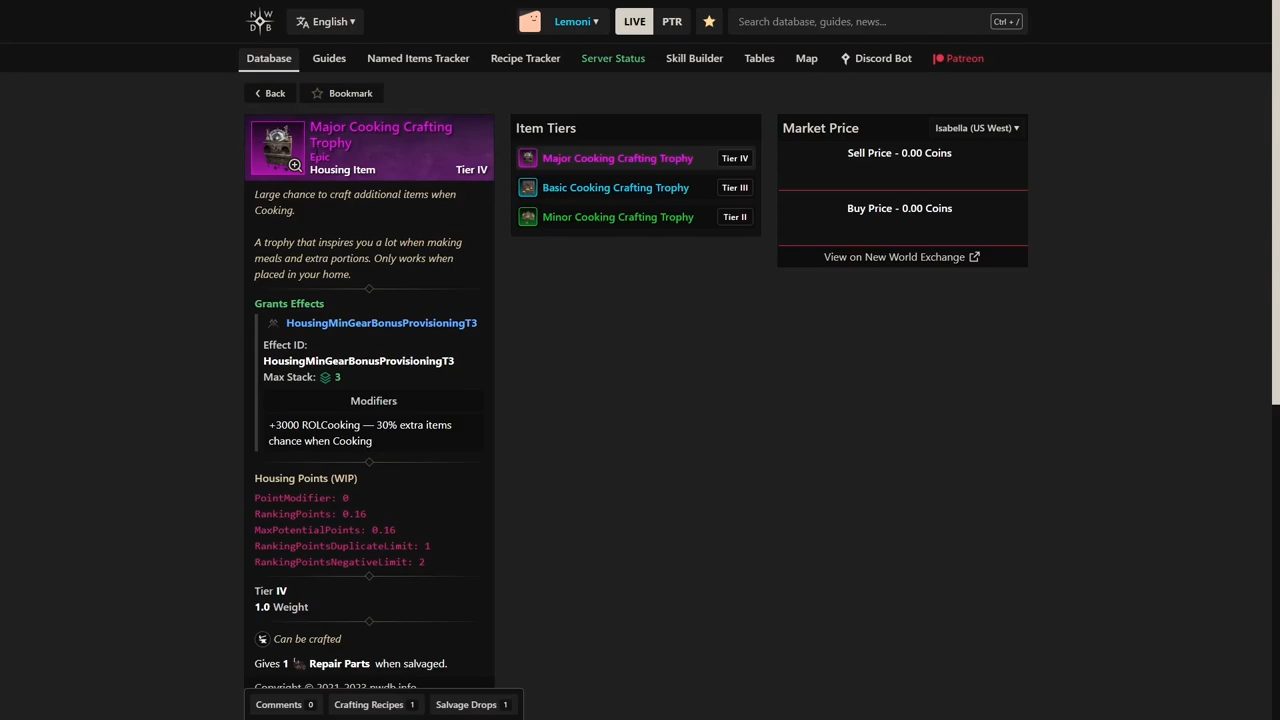 NW
DB
English ▾
Lemoni ▾
LIVE
PTR
Search database, guides, news...
Ctrl + /
Database
Guides
Named Items Tracker
Recipe Tracker
Server Status
Skill Builder
Tables
Map
Discord Bot
Patreon
Back
Bookmark
Major Cooking Crafting
Trophy
Epic
Housing Item
Tier IV
Large chance to craft additional items when
Cooking.
A trophy that inspires you a lot when making
meals and extra portions. Only works when
placed in your home.
Grants Effects
HousingMinGearBonusProvisioningT3
Effect ID:
HousingMinGearBonusProvisioningT3
Max Stack: 3
Modifiers
+3000 ROLCooking — 30% extra items
chance when Cooking
Housing Points (WIP)
PointModifier: 0
RankingPoints: 0.16
MaxPotentialPoints: 0.16
RankingPointsDuplicateLimit: 1
RankingPointsNegativeLimit: 2
Tier IV
1.0 Weight
Can be crafted
Gives 1 Repair Parts when salvaged.
Copyright © 2021-2023 nwdb.info
Comments 0
Crafting Recipes 1
Salvage Drops 1
Item Tiers
Major Cooking Crafting Trophy Tier IV
Basic Cooking Crafting Trophy Tier III
Minor Cooking Crafting Trophy Tier II
Market Price
Isabella (US West) ▾
Sell Price - 0.00 Coins
Buy Price - 0.00 Coins
View on New World Exchange